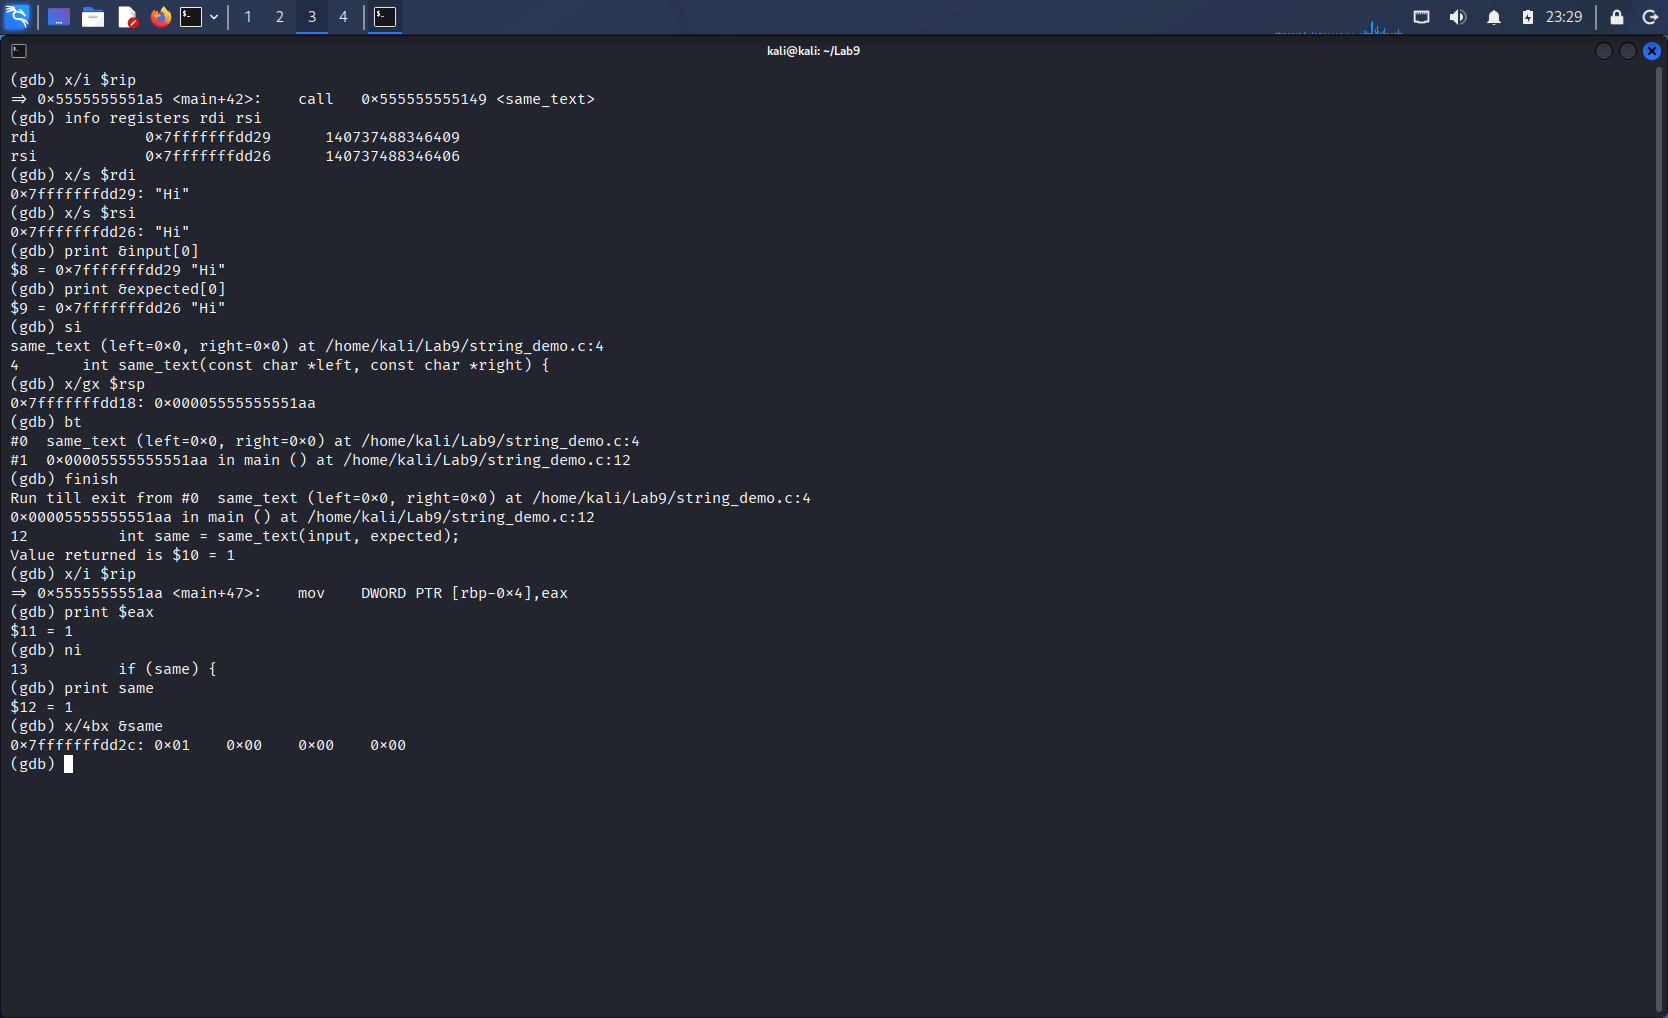 1 2 3 4 23:29
kali@kali: ~/Lab9
(gdb) x/i $rip
=> 0x5555555551a5 <main+42>: call 0x555555555149 <same_text>
(gdb) info registers rdi rsi
rdi 0x7fffffffdd29 140737488346409
rsi 0x7fffffffdd26 140737488346406
(gdb) x/s $rdi
0x7fffffffdd29: "Hi"
(gdb) x/s $rsi
0x7fffffffdd26: "Hi"
(gdb) print &input[0]
$8 = 0x7fffffffdd29 "Hi"
(gdb) print &expected[0]
$9 = 0x7fffffffdd26 "Hi"
(gdb) si
same_text (left=0x0, right=0x0) at /home/kali/Lab9/string_demo.c:4
4 int same_text(const char *left, const char *right) {
(gdb) x/gx $rsp
0x7fffffffdd18: 0x00005555555551aa
(gdb) bt
#0 same_text (left=0x0, right=0x0) at /home/kali/Lab9/string_demo.c:4
#1 0x00005555555551aa in main () at /home/kali/Lab9/string_demo.c:12
(gdb) finish
Run till exit from #0 same_text (left=0x0, right=0x0) at /home/kali/Lab9/string_demo.c:4
0x00005555555551aa in main () at /home/kali/Lab9/string_demo.c:12
12 int same = same_text(input, expected);
Value returned is $10 = 1
(gdb) x/i $rip
=> 0x5555555551aa <main+47>: mov DWORD PTR [rbp-0x4],eax
(gdb) print $eax
$11 = 1
(gdb) ni
13 if (same) {
(gdb) print same
$12 = 1
(gdb) x/4bx &same
0x7fffffffdd2c: 0x01 0x00 0x00 0x00
(gdb)